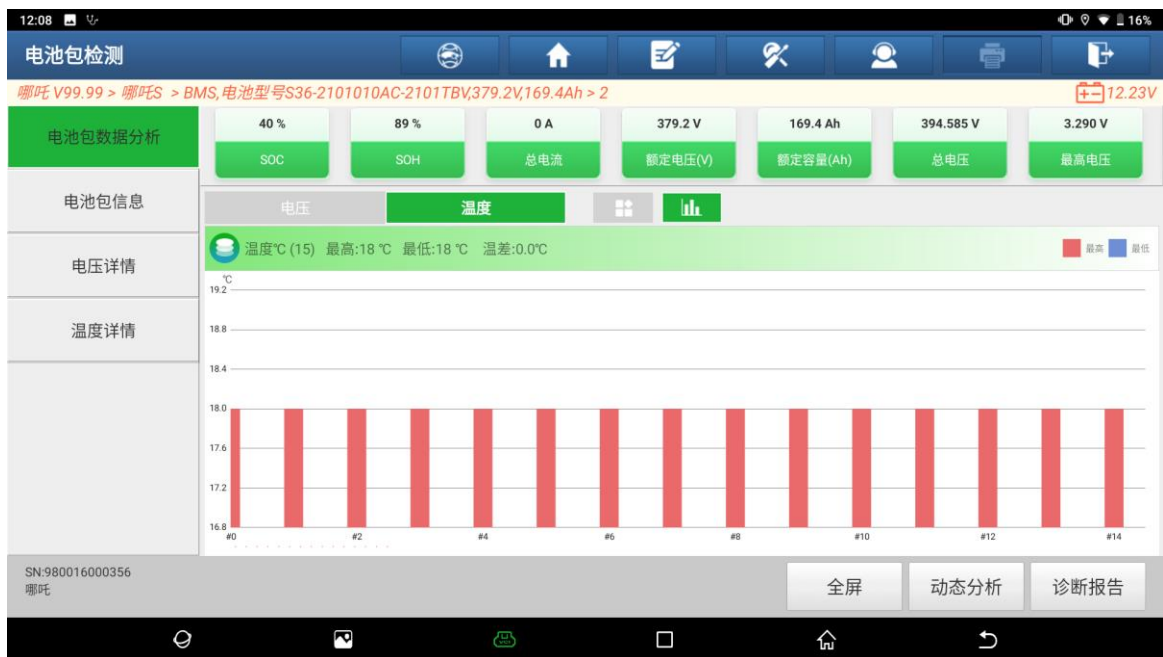 12:08
16%
电池包检测
哪吒 V99.99 > 哪吒S > BMS,电池型号S36-2101010AC-2101TBV,379.2V,169.4Ah > 2
12.23V
电池包数据分析
电池包信息
电压详情
温度详情
40 %
89 %
0 A
379.2 V
169.4 Ah
394.585 V
3.290 V
SOC
SOH
总电流
额定电压(V)
额定容量(Ah)
总电压
最高电压
电压
温度
温度℃ (15) 最高:18 ℃ 最低:18 ℃ 温差:0.0℃
最高
最低
℃
19.2
18.8
18.4
18.0
17.6
17.2
16.8
#0
#2
#4
#6
#8
#10
#12
#14
SN:980016000356
哪吒
全屏
动态分析
诊断报告